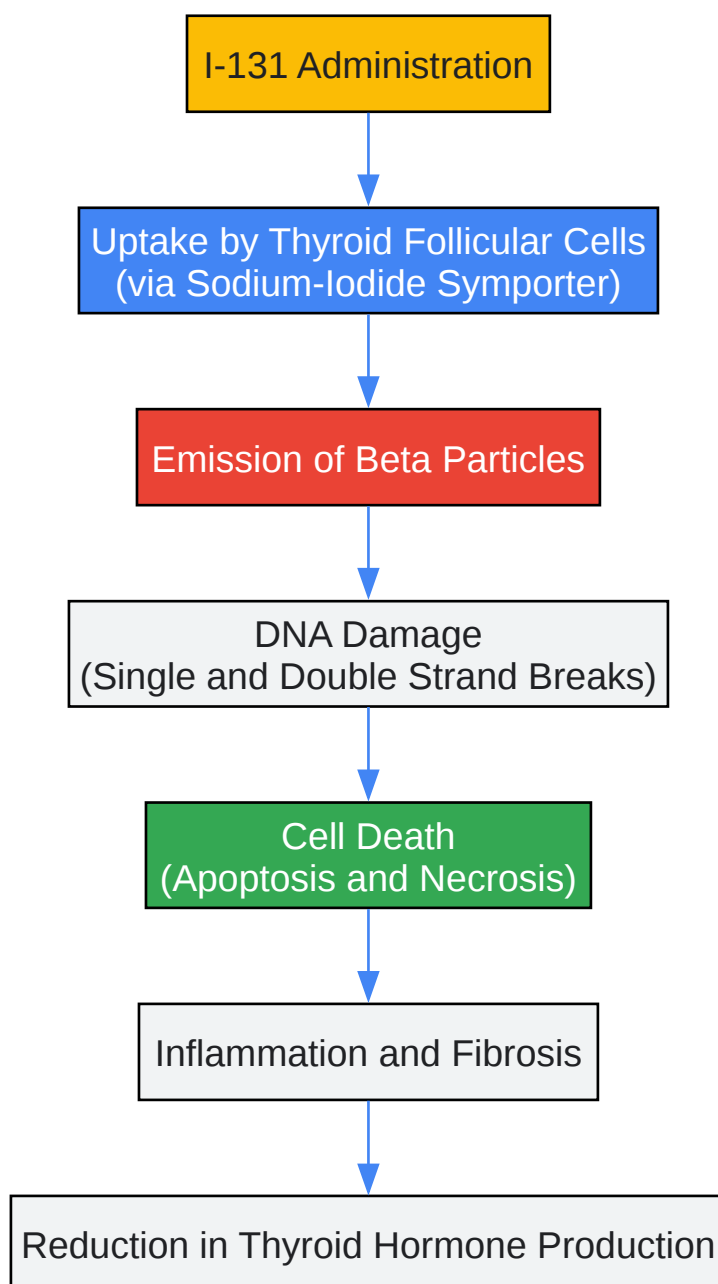 I-131 Administration
Uptake by Thyroid Follicular Cells
(via Sodium-Iodide Symporter)
Emission of Beta Particles
DNA Damage
(Single and Double Strand Breaks)
Cell Death
(Apoptosis and Necrosis)
Inflammation and Fibrosis
Reduction in Thyroid Hormone Production